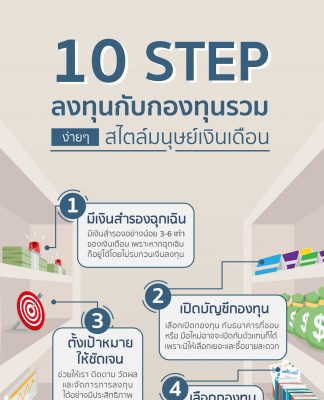 10 STEP
ลงทุนกับกองทุนรวม
ง่ายๆ สไตล์มนุษย์เงินเดือน
1
มีเงินสำรองฉุกเฉิน
มีเงินสำรองอย่างน้อย 3-6 เท่า
ของเงินเดือน เพราะหากฉุกเฉิน
ก็อยู่ได้โดยไม่รบกวนเงินลงทุน
2
เปิดบัญชีกองทุน
เลือกเปิดกองทุน กับธนาคารที่ชอบ
หรือ มือใหม่อาจจะเปิดกับตัวแทนก็ได้
เพราะมีให้เลือกเยอะและซื้อขายสะดวก
3
ตั้งเป้าหมาย
ให้ชัดเจน
ช่วยให้เรา ติดตาม วัดผล
และจัดการการลงทุน
ได้อย่างมีประสิทธิภาพ
4
เลือกกองทุน